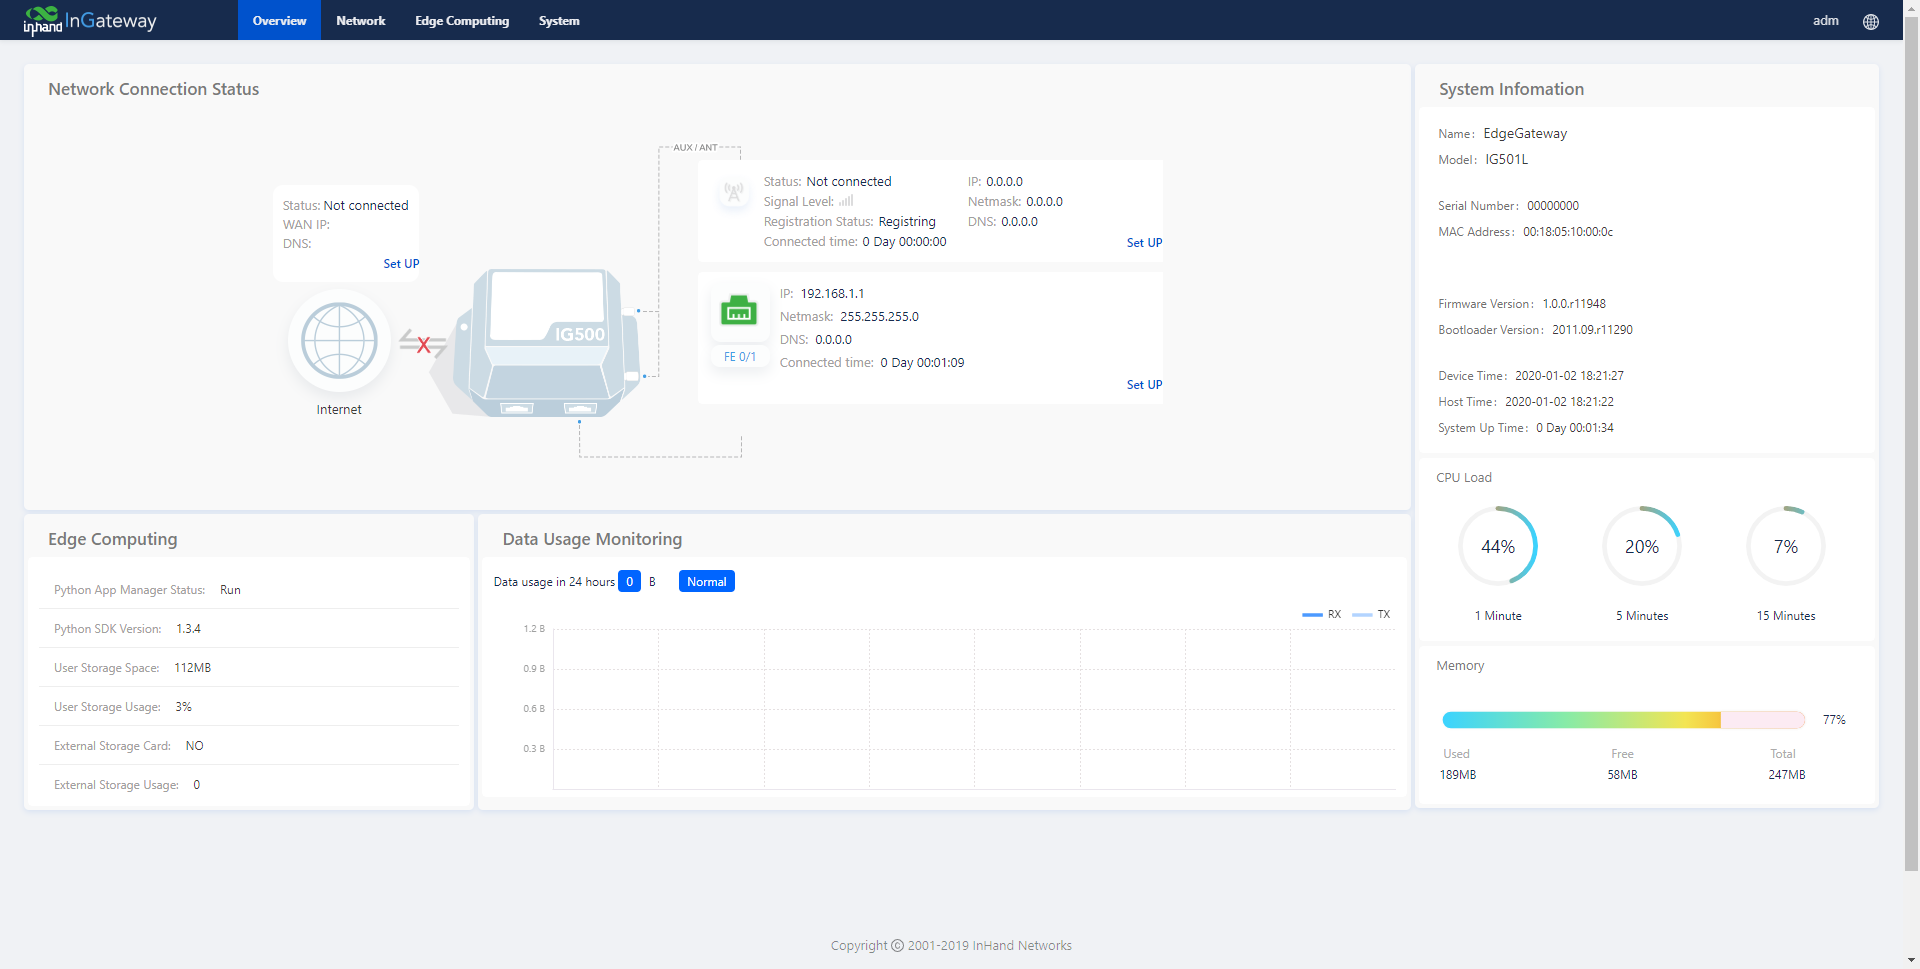 inhand InGateway
Overview
Network
Edge Computing
System
adm
Network Connection Status
AUX / ANT
Status: Not connected
WAN IP:
DNS:
Set UP
Internet
X
IG500
Status: Not connected
Signal Level:
Registration Status: Registring
Connected time: 0 Day 00:00:00
IP: 0.0.0.0
Netmask: 0.0.0.0
DNS: 0.0.0.0
Set UP
FE 0/1
IP: 192.168.1.1
Netmask: 255.255.255.0
DNS: 0.0.0.0
Connected time: 0 Day 00:01:09
Set UP
System Infomation
Name: EdgeGateway
Model: IG501L
Serial Number: 00000000
MAC Address: 00:18:05:10:00:0c
Firmware Version: 1.0.0.r11948
Bootloader Version: 2011.09.r11290
Device Time: 2020-01-02 18:21:27
Host Time: 2020-01-02 18:21:22
System Up Time: 0 Day 00:01:34
CPU Load
44%
20%
7%
1 Minute
5 Minutes
15 Minutes
Memory
77%
Used
Free
Total
189MB
58MB
247MB
Edge Computing
Python App Manager Status: Run
Python SDK Version: 1.3.4
User Storage Space: 112MB
User Storage Usage: 3%
External Storage Card: NO
External Storage Usage: 0
Data Usage Monitoring
Data usage in 24 hours 0 B Normal
RX TX
1.2 B
0.9 B
0.6 B
0.3 B
Copyright © 2001-2019 InHand Networks